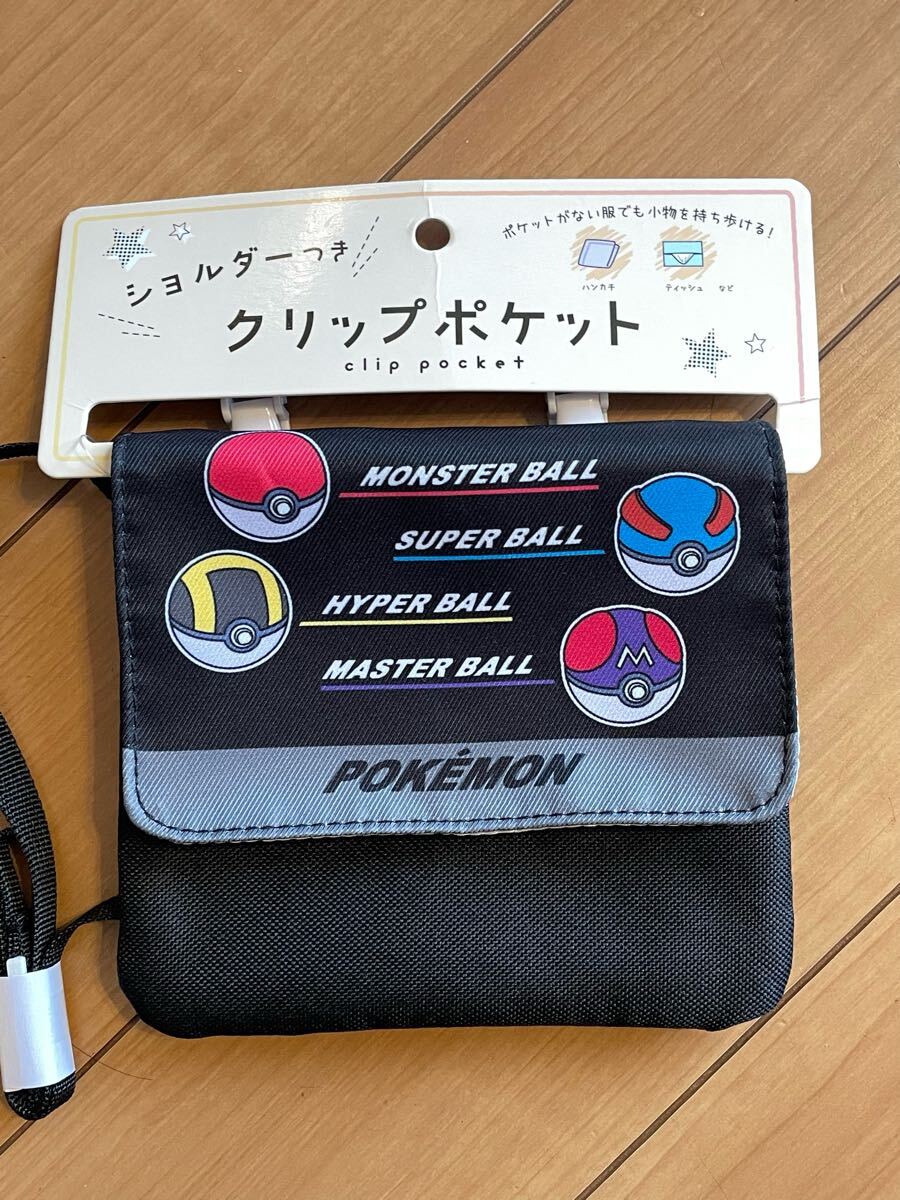 ショルダーつき
ポケットがない服でも小物を持ち歩ける!
ハンカチ
ティッシュ など
クリップポケット
clip pocket
MONSTER BALL
SUPER BALL
HYPER BALL
MASTER BALL
M
POKÉMON